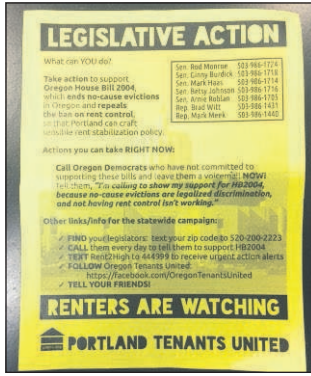 LEGISLATIVE ACTION
What can YOU do?
Take action to support
Oregon House Bill 2004,
which ends no-cause evictions
in Oregon and repeals
the ban on rent control,
so that Portland can craft
sensible rent stabilization policy.
Sen. Rod Monroe 503-986-1724
Sen. Ginny Burdick 503-986-1718
Sen. Mark Hass 503-986-1714
Sen. Betsy Johnson 503-986-1716
Sen. Arnie Roblan 503-986-1705
Rep. Brad Witt 503-986-1431
Rep. Mark Meek 503-986-1440
Actions you can take RIGHT NOW:
Call Oregon Democrats who have not committed to
supporting these bills and leave them a voicemail NOW!
Tell them, "I'm calling to show my support for HB2004,
because no-cause evictions are legalized discrimination,
and not having rent control isn't working."
Other links/info for the statewide campaign:
✓ FIND your legislators: text your zip code to 520-200-2223
✓ CALL them every day to tell them to support HB2004
✓ TEXT Rent2High to 444999 to receive urgent action alerts
✓ FOLLOW Oregon Tenants United:
https://facebook.com/OregonTenantsUnited
✓ TELL YOUR FRIENDS!
RENTERS ARE WATCHING
PORTLAND TENANTS UNITED